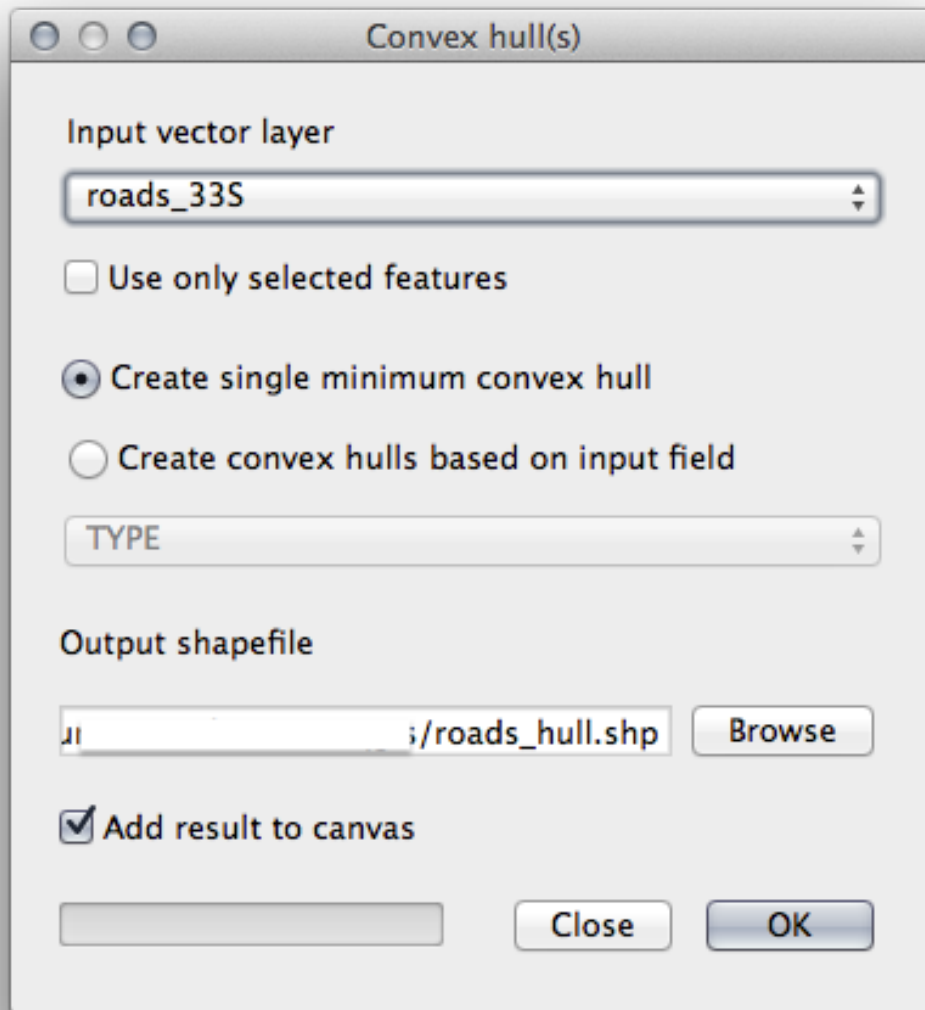 Convex hull(s)
Input vector layer
roads_33S
Use only selected features
Create single minimum convex hull
Create convex hulls based on input field
TYPE
Output shapefile
/roads_hull.shp Browse
Add result to canvas
Close OK